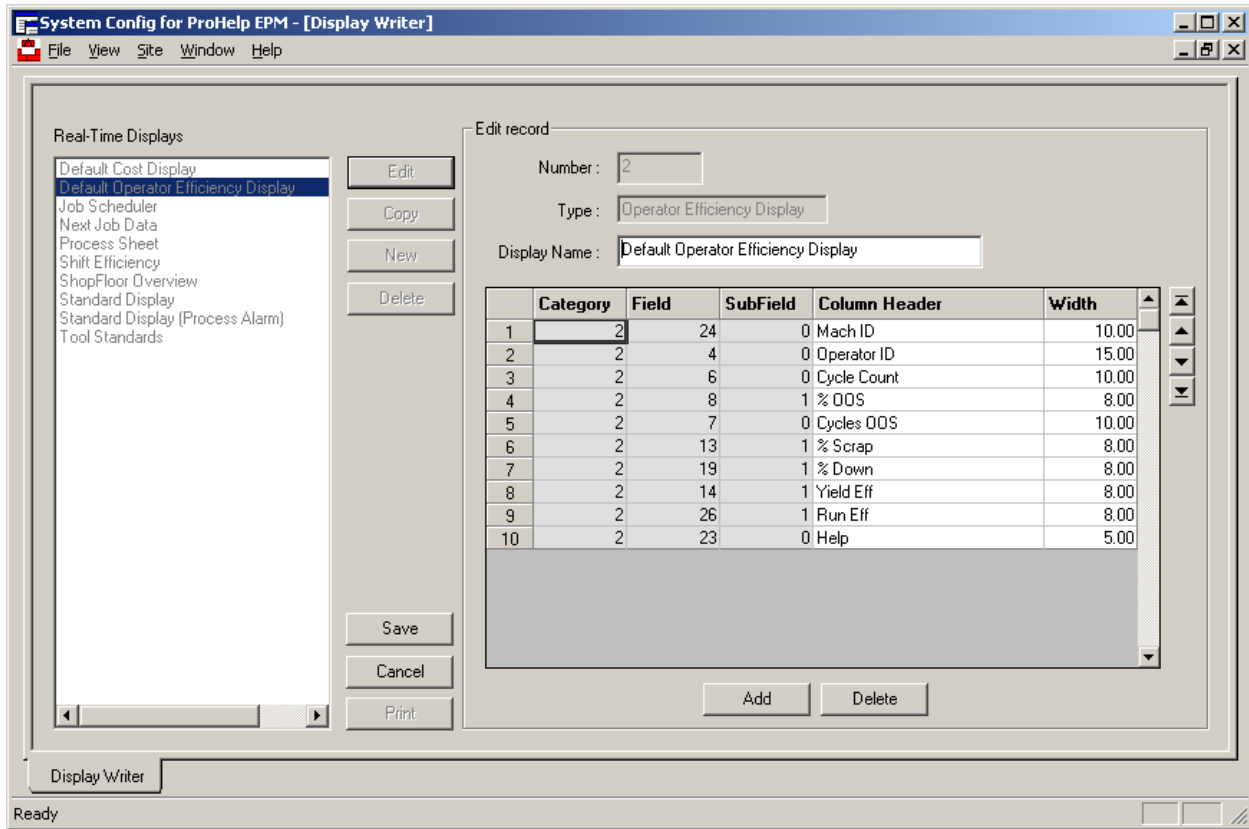 System Config for ProHelp EPM - [Display Writer]
File View Site Window Help
Real-Time Displays
Default Cost Display
Default Operator Efficiency Display
Job Scheduler
Next Job Data
Process Sheet
Shift Efficiency
ShopFloor Overview
Standard Display
Standard Display (Process Alarm)
Tool Standards
Edit
Copy
New
Delete
Save
Cancel
Print
Edit record
Number : 2
Type : Operator Efficiency Display
Display Name : Default Operator Efficiency Display
Category Field SubField Column Header Width
1 2 24 0 Mach ID 10.00
2 2 4 0 Operator ID 15.00
3 2 6 0 Cycle Count 10.00
4 2 8 1 % OOS 8.00
5 2 7 0 Cycles OOS 10.00
6 2 13 1 % Scrap 8.00
7 2 19 1 % Down 8.00
8 2 14 1 Yield Eff 8.00
9 2 26 1 Run Eff 8.00
10 2 23 0 Help 5.00
Add Delete
Display Writer
Ready